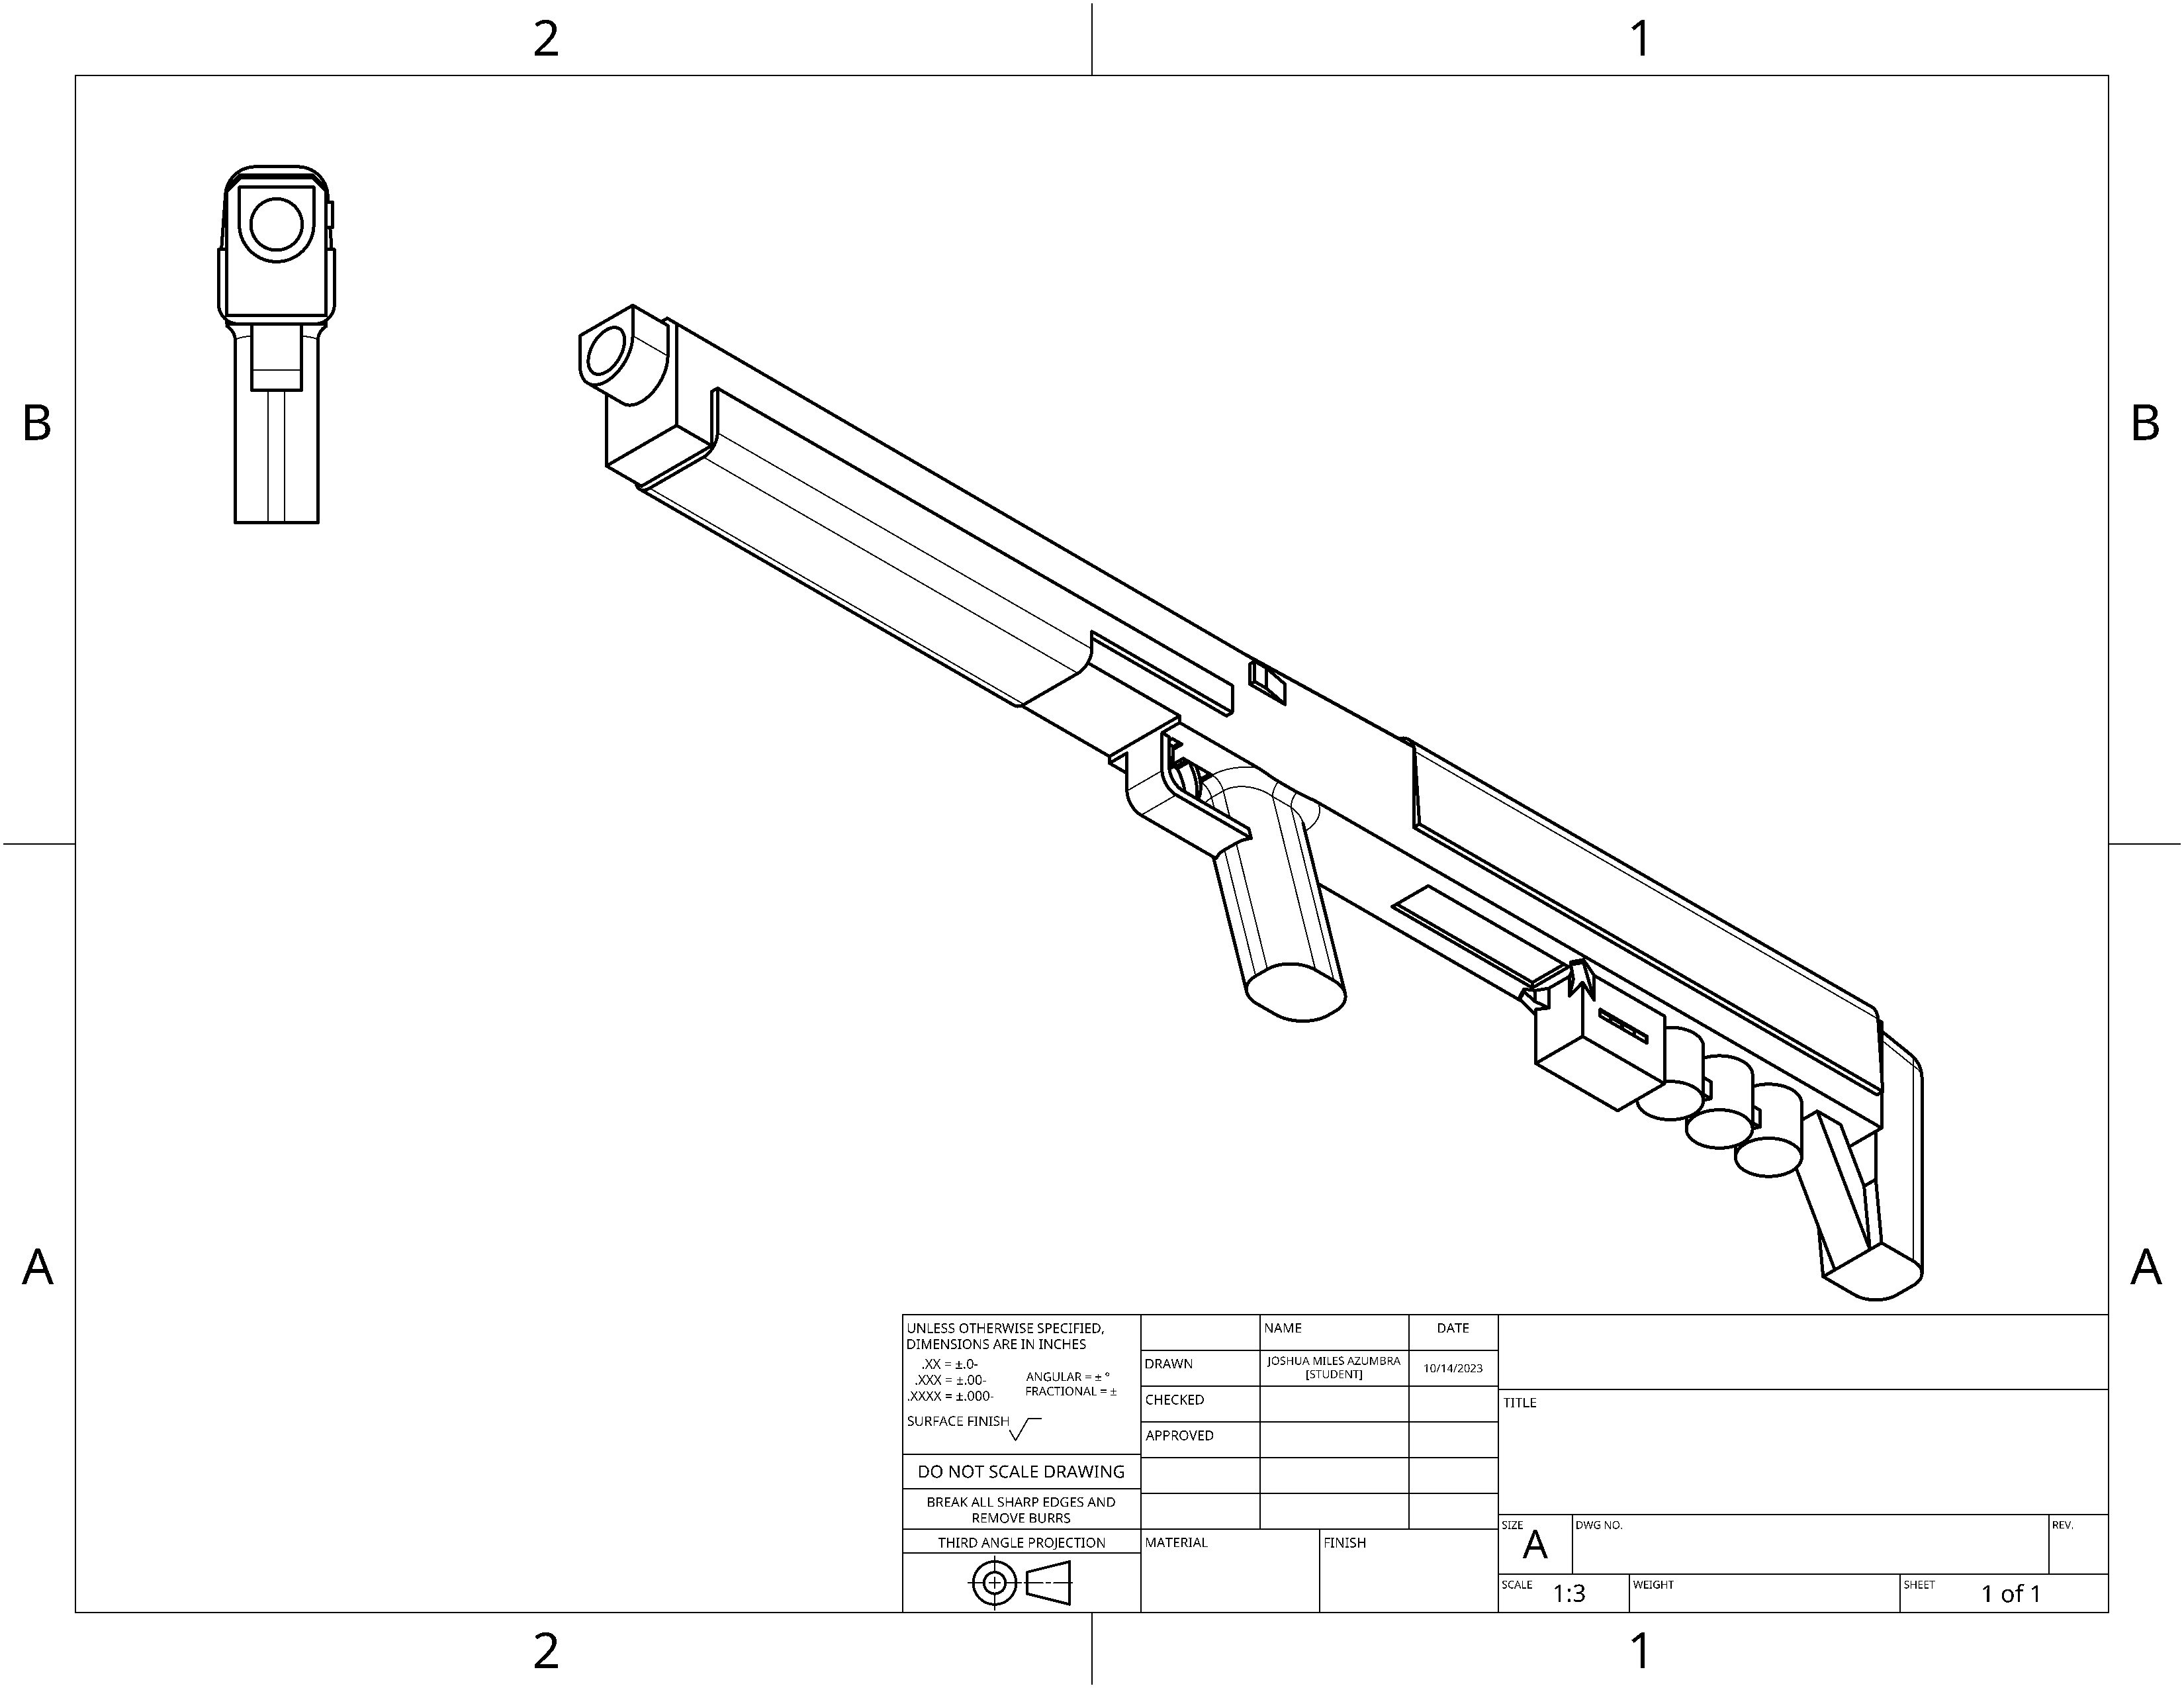 2 1
B B
A A
UNLESS OTHERWISE SPECIFIED,
DIMENSIONS ARE IN INCHES
.XX = ±.0-
.XXX = ±.00-
.XXXX = ±.000-
ANGULAR = ± °
FRACTIONAL = ±
SURFACE FINISH
DO NOT SCALE DRAWING
BREAK ALL SHARP EDGES AND
REMOVE BURRS
THIRD ANGLE PROJECTION
NAME DATE
DRAWN JOSHUA MILES AZUMBRA
[STUDENT] 10/14/2023
CHECKED
APPROVED
MATERIAL FINISH
TITLE
SIZE A DWG NO. REV.
SCALE 1:3 WEIGHT SHEET 1 of 1
2 1